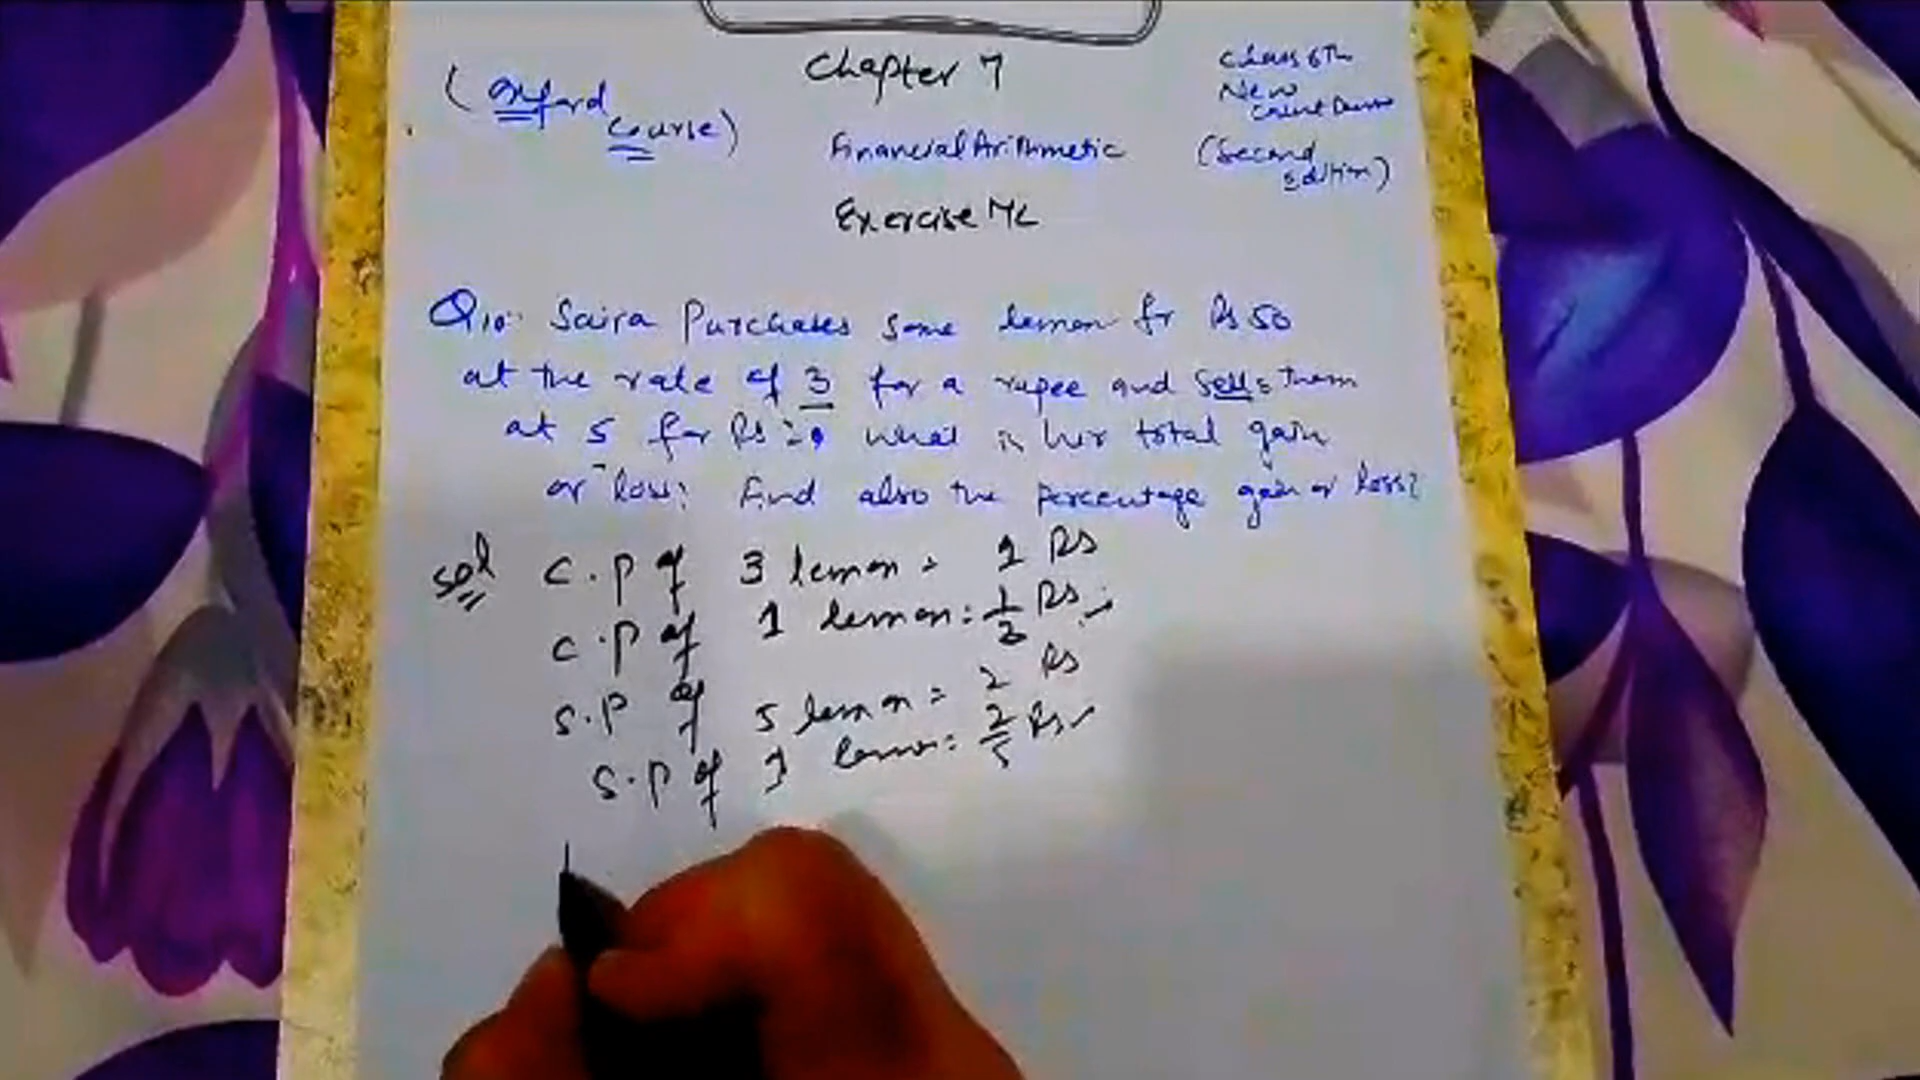 Chapter 7
(Oxford course)
Class 6Th
New
(Second edition)
Financial Arithmetic
Exercise 7C
Q10: Saira Purchases some lemon for Rs 50
at the rate of 3 for a rupee and sells them
at 5 for Rs 2. what is her total gain
or loss? And also the percentage gain or loss?
Sol
C.P of 3 lemon = 1 Rs
C.P of 1 lemon = 1/3 Rs
S.P of 5 lemon = 2 Rs
S.P of 1 lemon = 2/5 Rs